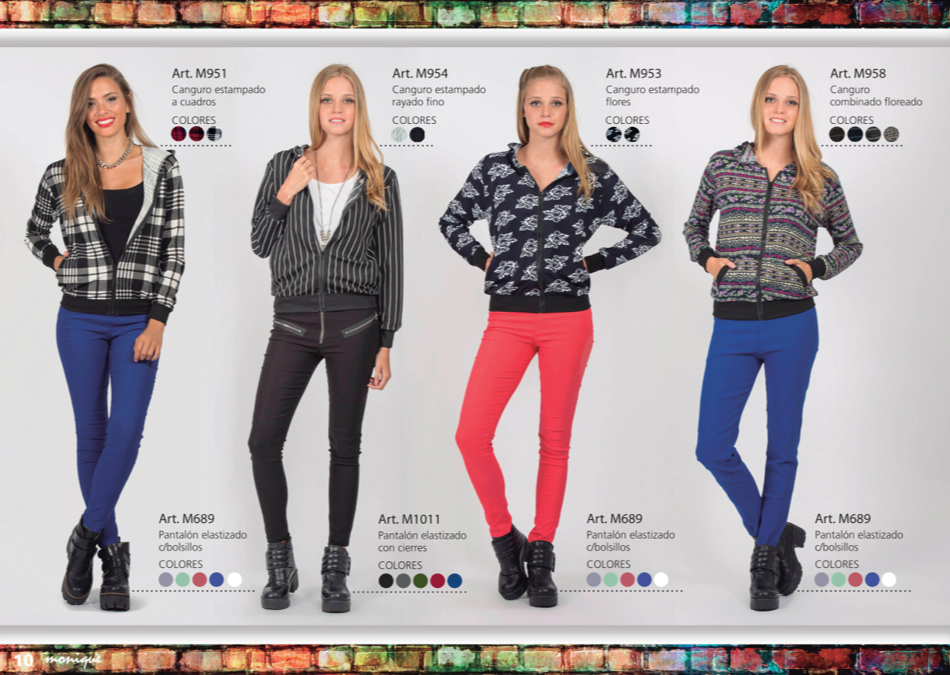 Art. M951
Canguro estampado
a cuadros
COLORES
Art. M954
Canguro estampado
rayado fino
COLORES
Art. M953
Canguro estampado
flores
COLORES
Art. M958
Canguro
combinado floreado
COLORES
Art. M689
Pantalón elastizado
c/bolsillos
COLORES
Art. M1011
Pantalón elastizado
con cierres
COLORES
Art. M689
Pantalón elastizado
c/bolsillos
COLORES
Art. M689
Pantalón elastizado
c/bolsillos
COLORES
10 monique